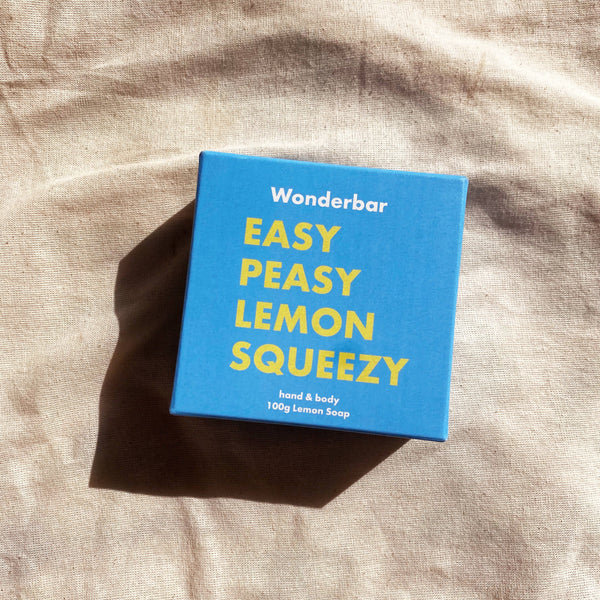 Wonderbar
EASY
PEASY
LEMON
SQUEEZY
hand & body
100g Lemon Soap